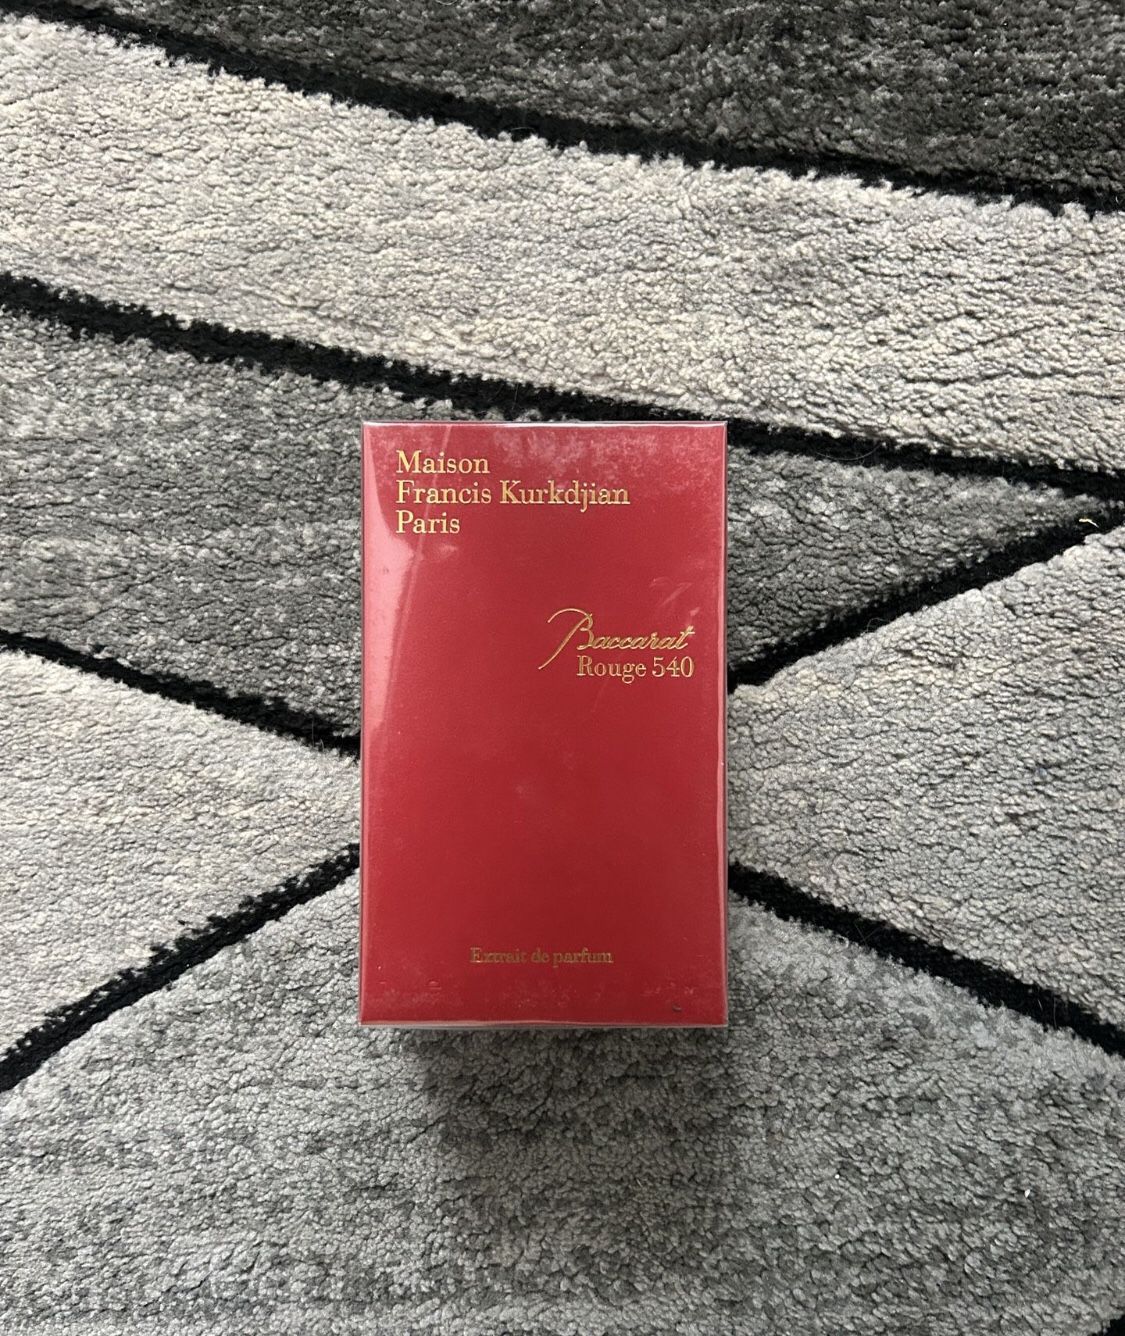 Maison
Francis Kurkdjian
Paris
Baccarat
Rouge 540
Extrait de parfum